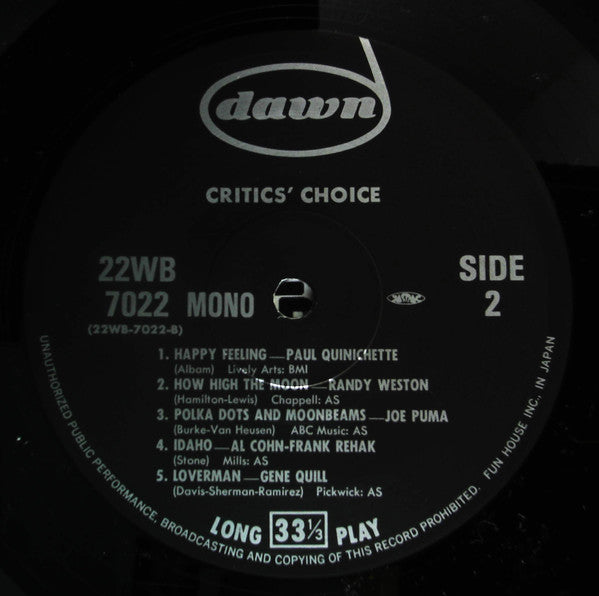 dawn
CRITICS' CHOICE
22WB
7022 MONO
(22WB-7022-B)
SIDE
2
JASRAC
1. HAPPY FEELING—PAUL QUINICHETTE
(Albam) Lively Arts: BMI
2. HOW HIGH THE MOON—RANDY WESTON
(Hamilton-Lewis) Chappell: AS
3. POLKA DOTS AND MOONBEAMS—JOE PUMA
(Burke-Van Heusen) ABC Music: AS
4. IDAHO—AL COHN-FRANK REHAK
(Stone) Mills: AS
5. LOVERMAN—GENE QUILL
(Davis-Sherman-Ramirez) Pickwick: AS
LONG 33⅓ PLAY
UNAUTHORIZED PUBLIC PERFORMANCE, BROADCASTING AND COPYING OF THIS RECORD PROHIBITED. FUN HOUSE INC., IN JAPAN